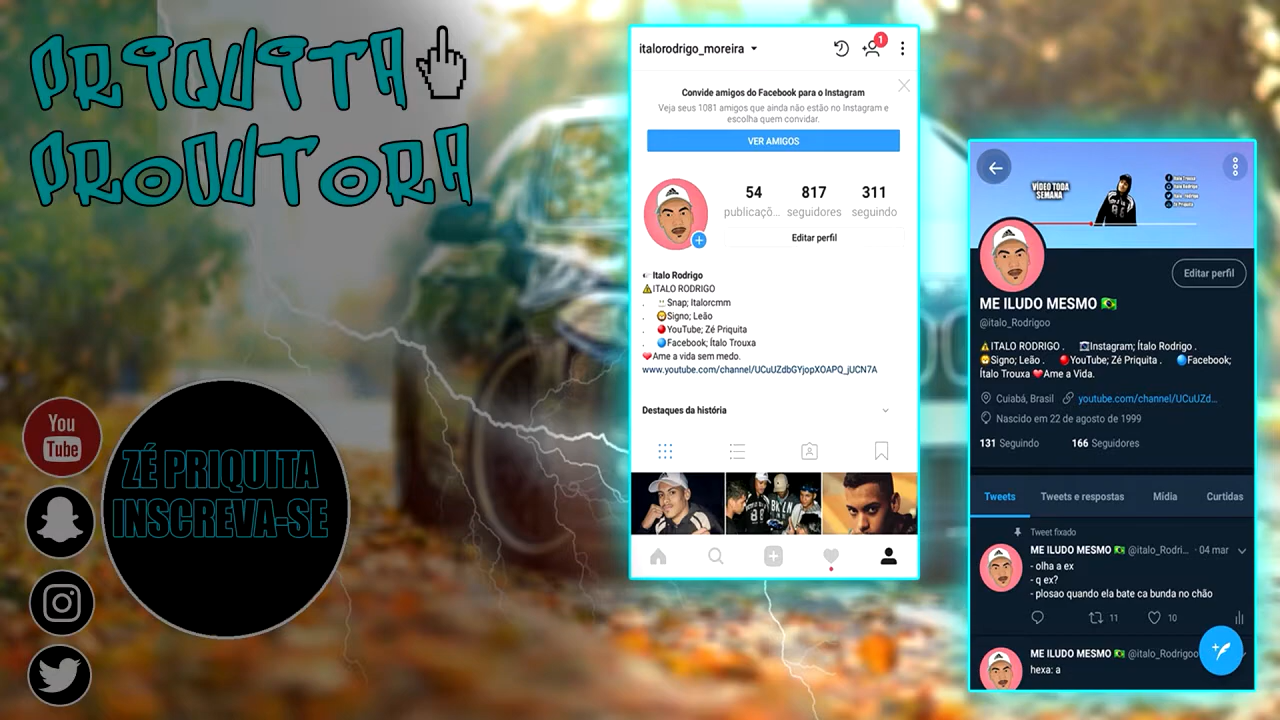 PRIQUITA
PRODUTORA
You
Tube
ZÉ PRIQUITA
INSCREVA-SE
italorodrigo_moreira
1
Convide amigos do Facebook para o Instagram
Veja seus 1081 amigos que ainda não estão no Instagram e
escolha quem convidar.
VER AMIGOS
54 817 311
publicaçõ... seguidores seguindo
Editar perfil
Italo Rodrigo
⚠ITALO RODRIGO
. Snap; Italorcmm
. 🦁Signo; Leão
. 🔴YouTube; Zé Priquita
. 🔵Facebook; Ítalo Trouxa
❤Ame a vida sem medo.
www.youtube.com/channel/UCuUZdbGYjopXOAPQ_jUCN7A
Destaques da história
VÍDEO TODA
SEMANA
Ítalo Trouxa
Ítalo Rodrigo
Zé Priquita
Editar perfil
ME ILUDO MESMO 🇧🇷
@italo_Rodrigoo
⚠ITALO RODRIGO . 📷Instagram; Ítalo Rodrigo .
🦁Signo; Leão . 🔴YouTube; Zé Priquita . 🔵Facebook;
Ítalo Trouxa ❤Ame a Vida.
Cuiabá, Brasil youtube.com/channel/UCuUZd...
Nascido em 22 de agosto de 1999
131 Seguindo 166 Seguidores
Tweets Tweets e respostas Mídia Curtidas
Tweet fixado
ME ILUDO MESMO 🇧🇷 @italo_Rodri... · 04 mar
- olha a ex
- q ex?
- plosao quando ela bate ca bunda no chão
11 10
ME ILUDO MESMO 🇧🇷 @italo_Rodrigoo
hexa: a